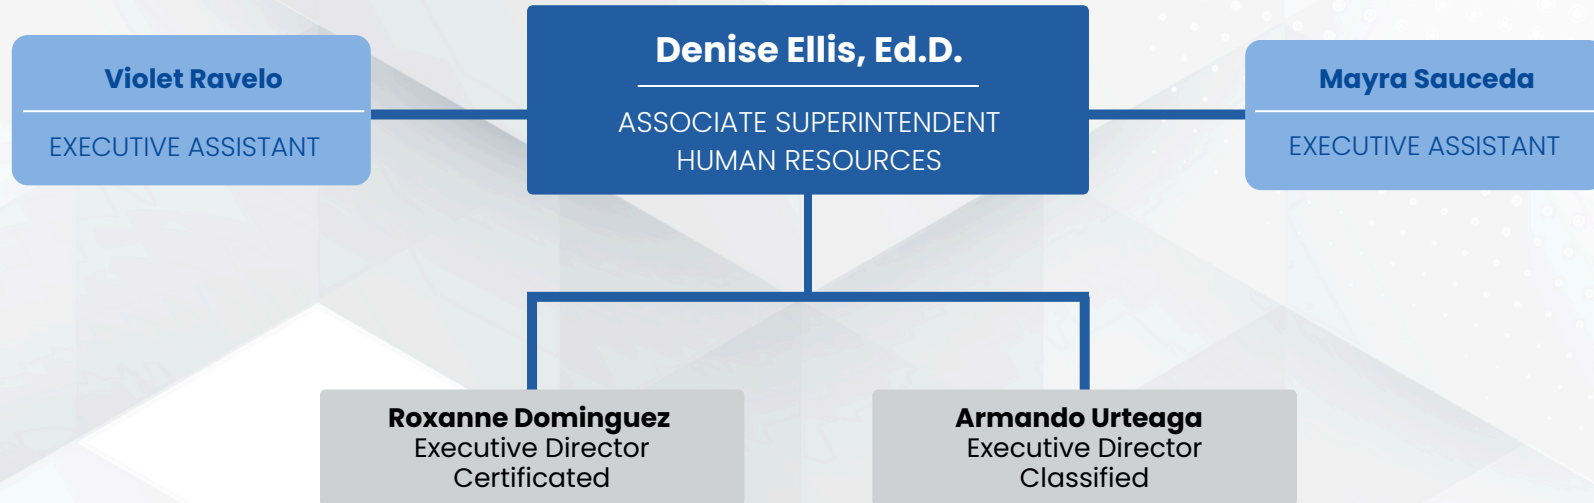 Violet Ravelo
EXECUTIVE ASSISTANT
Denise Ellis, Ed.D.
ASSOCIATE SUPERINTENDENT
HUMAN RESOURCES
Mayra Sauceda
EXECUTIVE ASSISTANT
Roxanne Dominguez
Executive Director
Certificated
Armando Urteaga
Executive Director
Classified